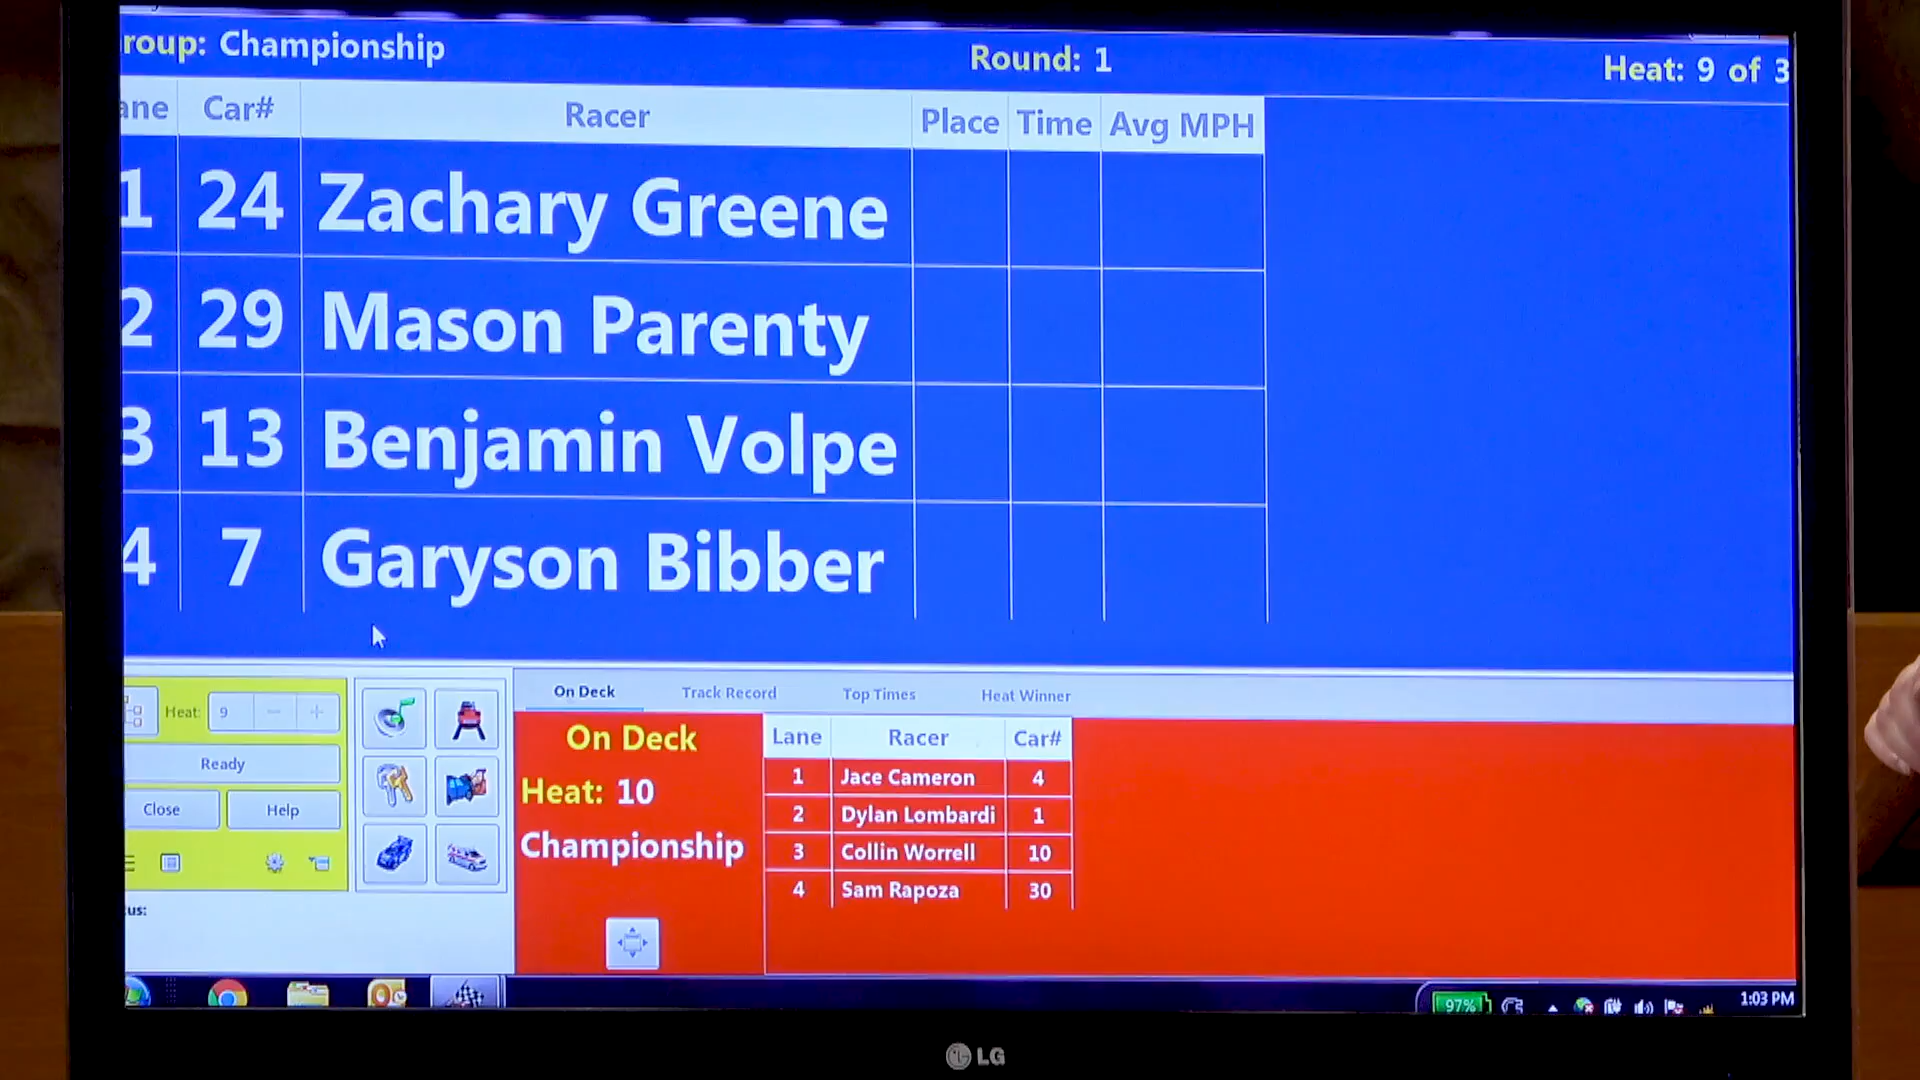 roup: Championship Round: 1 Heat: 9 of 3
ane Car# Racer Place Time Avg MPH
1 24 Zachary Greene
2 29 Mason Parenty
3 13 Benjamin Volpe
4 7 Garyson Bibber
Heat: 9
Ready
Close Help
us:
On Deck Track Record Top Times Heat Winner
On Deck
Heat: 10
Championship
Lane Racer Car#
1 Jace Cameron 4
2 Dylan Lombardi 1
3 Collin Worrell 10
4 Sam Rapoza 30
97% 1:03 PM
LG